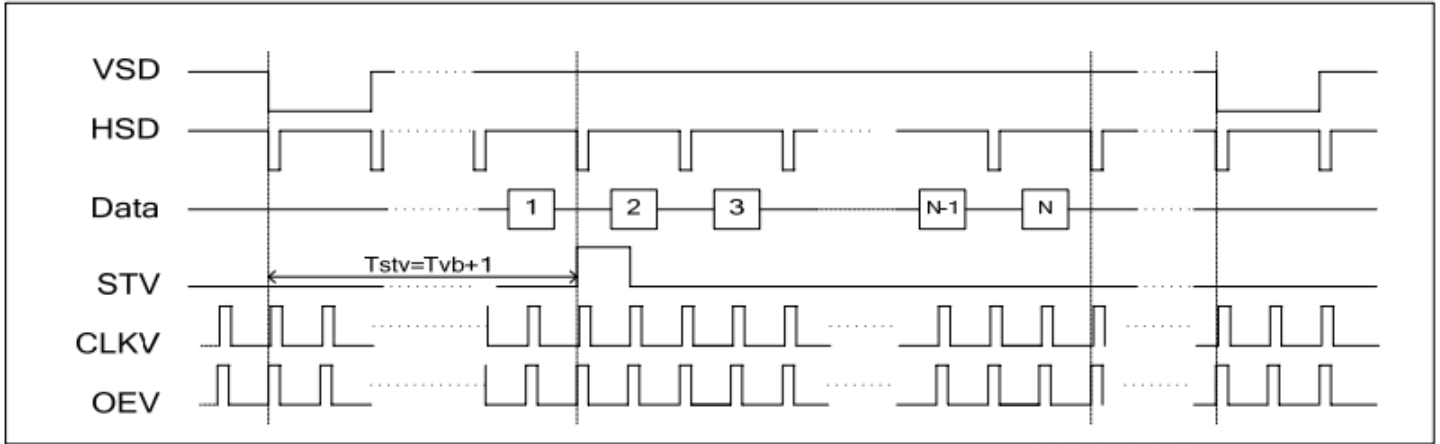 VSD
HSD
Data 1 2 3 N-1 N
Tstv=Tvb+1
STV
CLKV
OEV